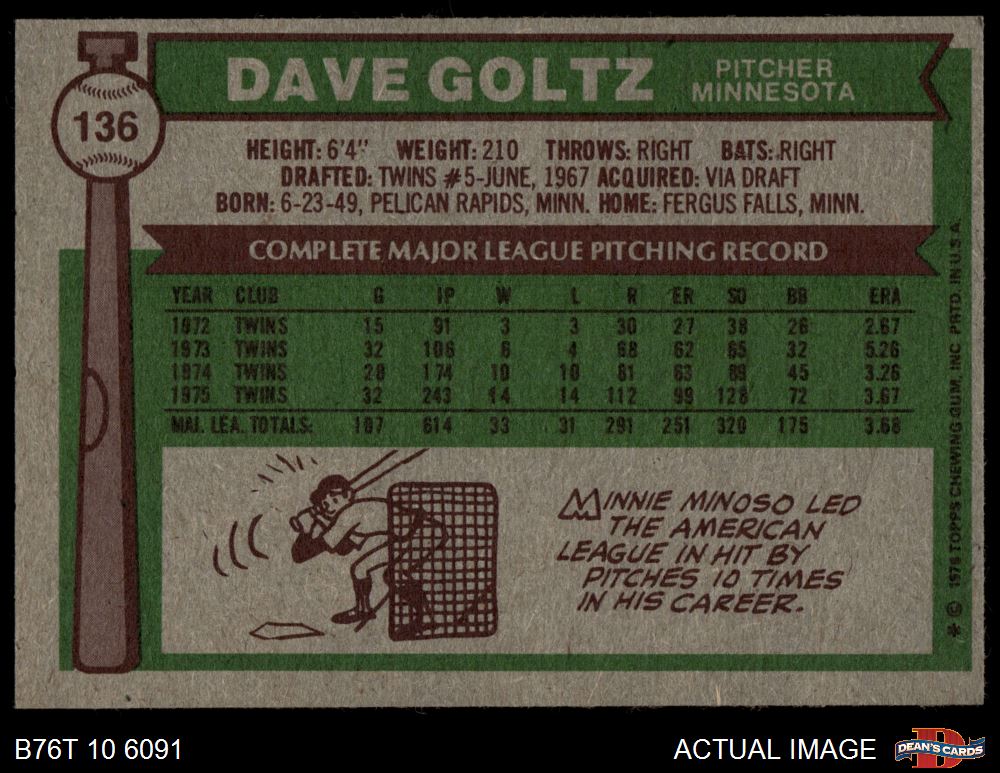 136
DAVE GOLTZ
PITCHER
MINNESOTA
HEIGHT: 6'4" WEIGHT: 210 THROWS: RIGHT BATS: RIGHT
DRAFTED: TWINS #5-JUNE, 1967 ACQUIRED: VIA DRAFT
BORN: 6-23-49, PELICAN RAPIDS, MINN. HOME: FERGUS FALLS, MINN.
COMPLETE MAJOR LEAGUE PITCHING RECORD
YEAR CLUB G IP W L R ER SO BB ERA
1972 TWINS 15 91 3 3 30 27 38 26 2.67
1973 TWINS 32 106 6 4 68 62 65 32 5.26
1974 TWINS 28 174 10 10 81 63 89 45 3.26
1975 TWINS 32 243 14 14 112 99 128 72 3.67
MAJ. LEA. TOTALS: 107 614 33 31 291 251 320 175 3.68
MINNIE MINOSO LED
THE AMERICAN
LEAGUE IN HIT BY
PITCHES 10 TIMES
IN HIS CAREER.
* © 1976 TOPPS CHEWING GUM, INC. PRTD. IN U.S.A.
B76T 10 6091
ACTUAL IMAGE
DEAN'S CARDS